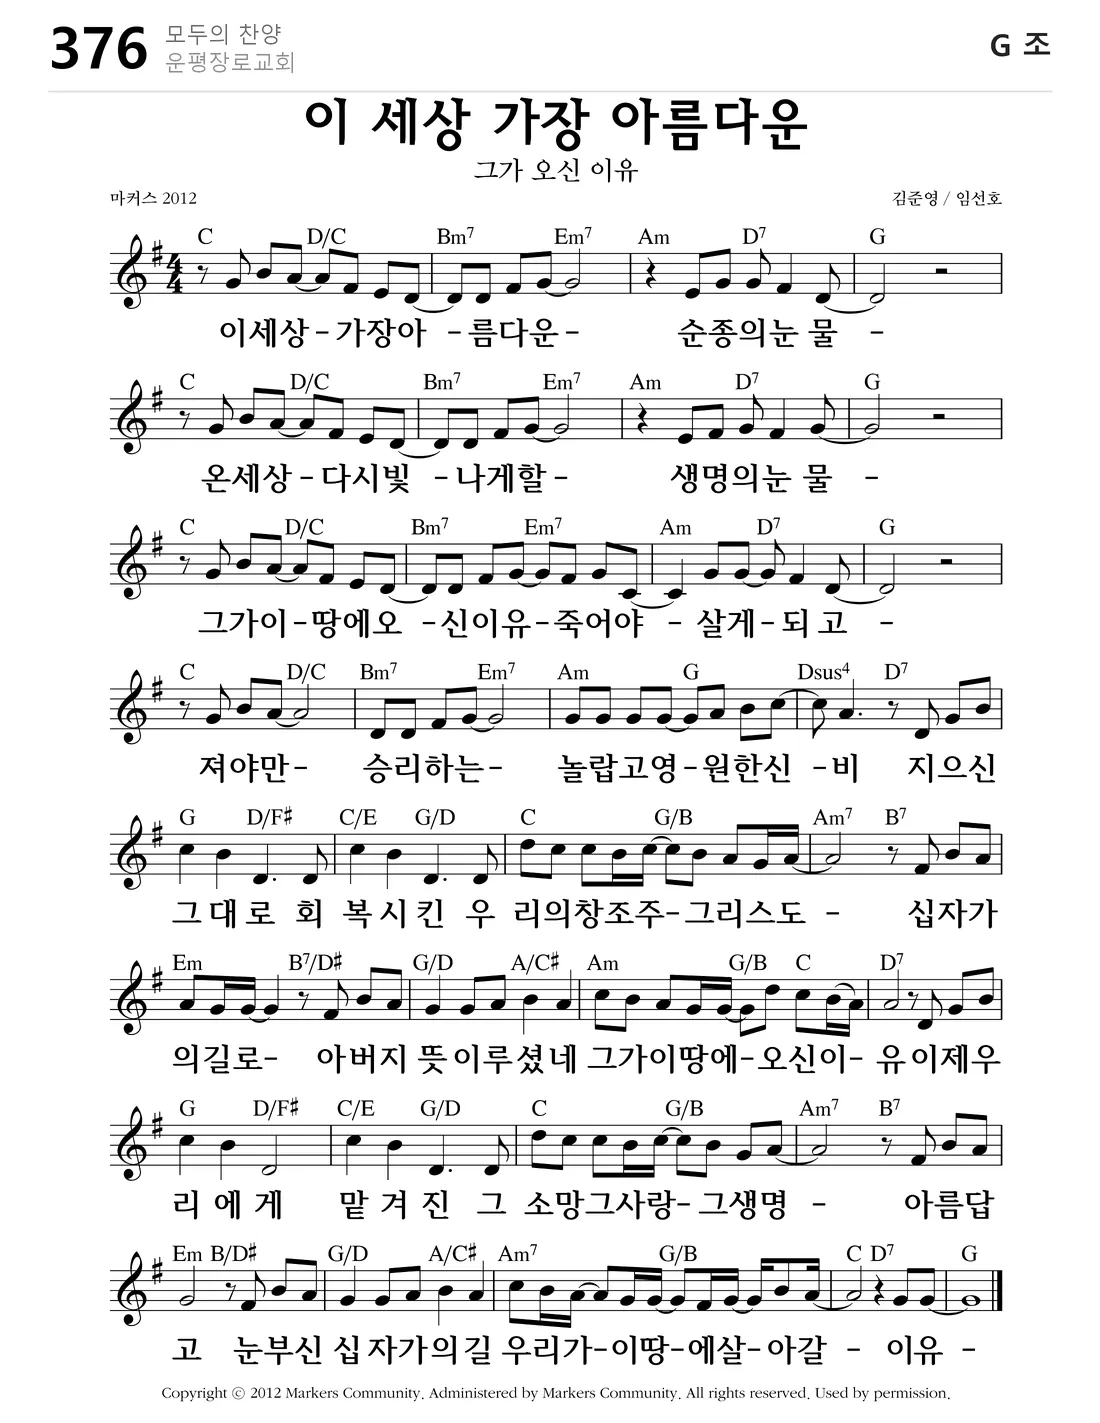 376 모두의 찬양
운평장로교회
G 조
이 세상 가장 아름다운
그가 오신 이유
마커스 2012
김준영 / 임선호
C D/C Bm7 Em7 Am D7 G
이세상-가장아 -름다운- 순종의눈 물 -
C D/C Bm7 Em7 Am D7 G
온세상-다시빛 -나게할- 생명의눈 물 -
C D/C Bm7 Em7 Am D7 G
그가이-땅에오 -신이유-죽어야 - 살게-되 고 -
C D/C Bm7 Em7 Am G Dsus4 D7
져야만- 승리하는- 놀랍고영-원한신 -비 지으신
G D/F♯ C/E G/D C G/B Am7 B7
그 대 로 회 복 시 킨 우 리의창조주-그리스도 - 십자가
Em B7/D♯ G/D A/C♯ Am G/B C D7
의길로- 아버지 뜻 이루셨네 그가이땅에-오신이- 유이제우
G D/F♯ C/E G/D C G/B Am7 B7
리 에 게 맡 겨 진 그 소망그사랑-그생명 - 아름답
Em B/D♯ G/D A/C♯ Am7 G/B C D7 G
고 눈부신 십 자가의길 우리가-이땅-에살-아갈 - 이유 -
Copyright ⓒ 2012 Markers Community. Administered by Markers Community. All rights reserved. Used by permission.